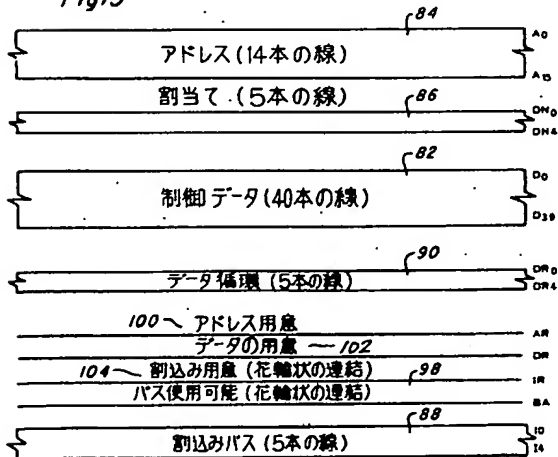 Fig 13
84
アドレス(14本の線)
A0
A15
割当て (5本の線) 86
DN0
DN4
82
制御データ(40本の線)
D0
D39
90
データ循環(5本の線)
DR0
DR4
100 アドレス用意
AR
データの用意 102
DR
104 割込み用意(花輪状の連結) 98
IR
バス使用可能(花輪状の連結)
BA
88
割込みバス(5本の線)
I0
I4